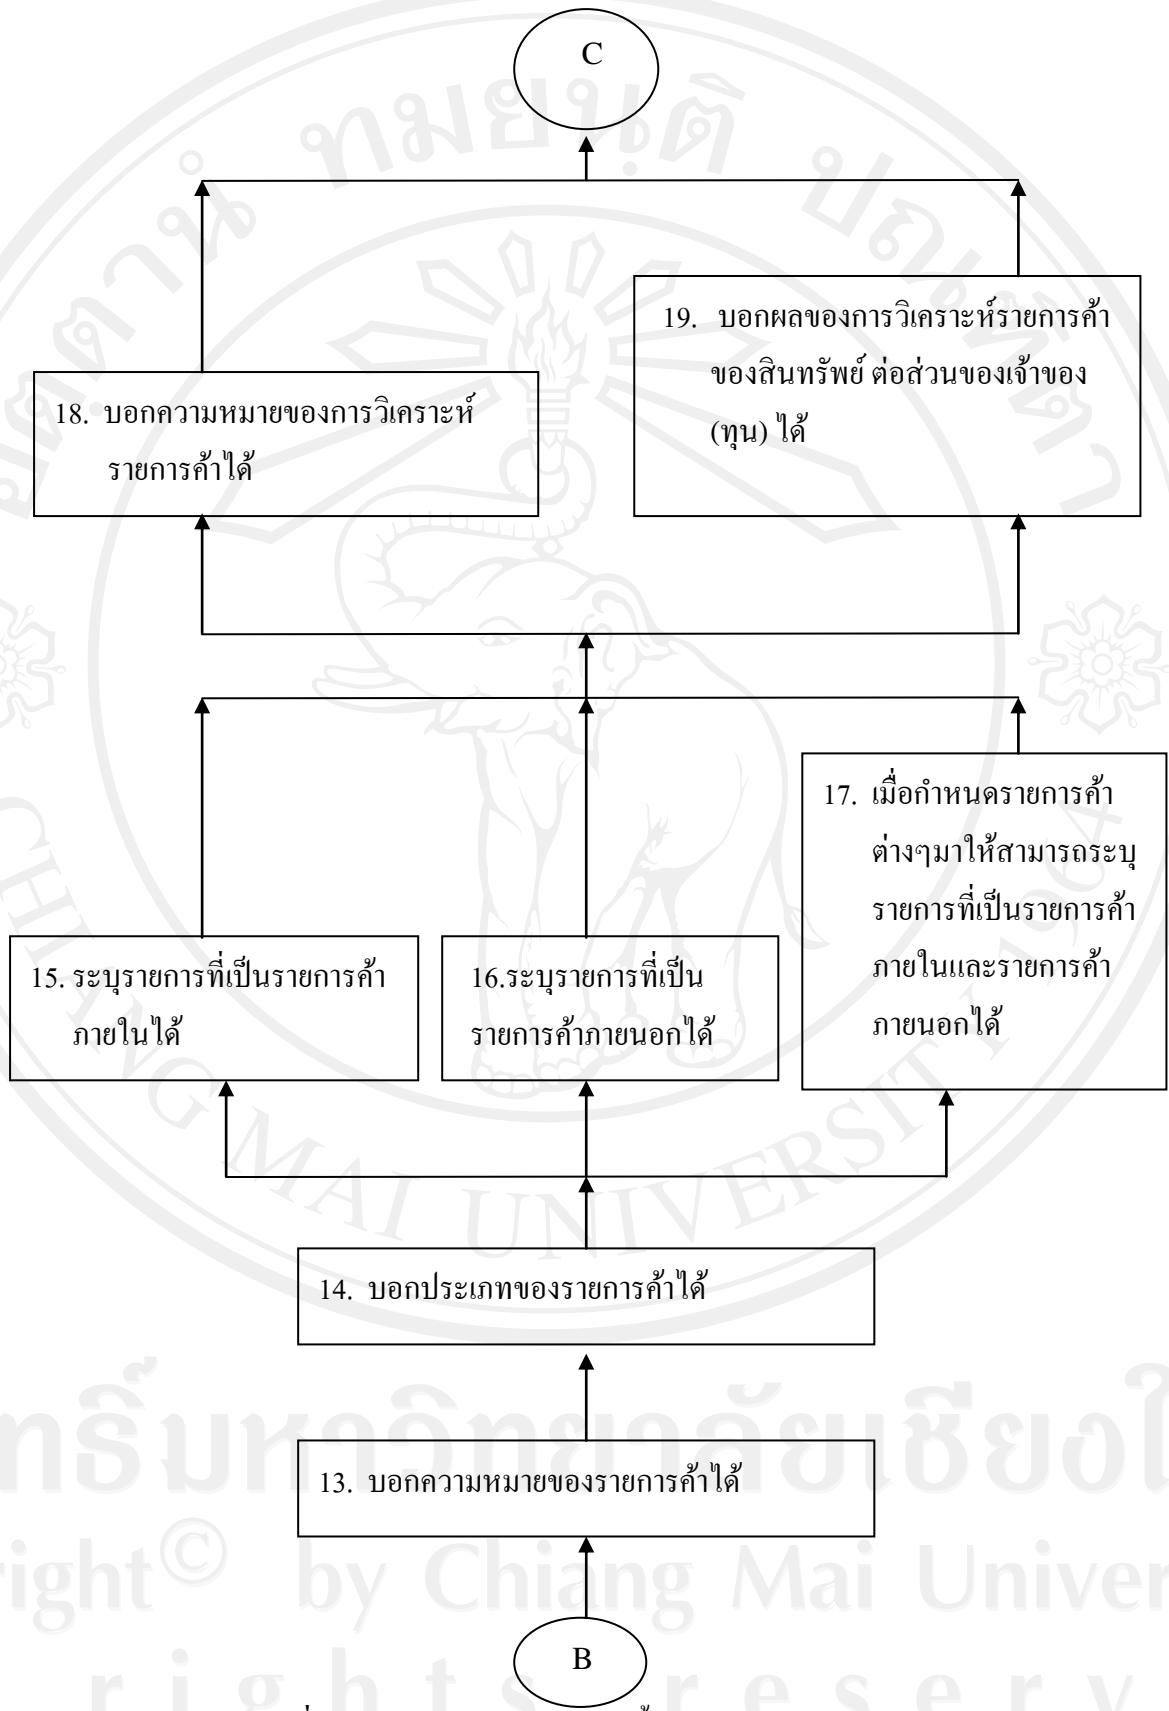 C
19. บอกผลของการวิเคราะห์รายการค้า
ของสินทรัพย์ ต่อส่วนของเจ้าของ
(ทุน) ได้
18. บอกความหมายของการวิเคราะห์
รายการค้าได้
17. เมื่อกำหนดรายการค้า
ต่างๆมาให้สามารถระบุ
รายการที่เป็นรายการค้า
ภายในและรายการค้า
ภายนอกได้
15. ระบุรายการที่เป็นรายการค้า
ภายในได้
16.ระบุรายการที่เป็น
รายการค้าภายนอกได้
14. บอกประเภทของรายการค้าได้
13. บอกความหมายของรายการค้าได้
B
CHIANG MAI UNIVERSITY 1964
by Chiang Mai